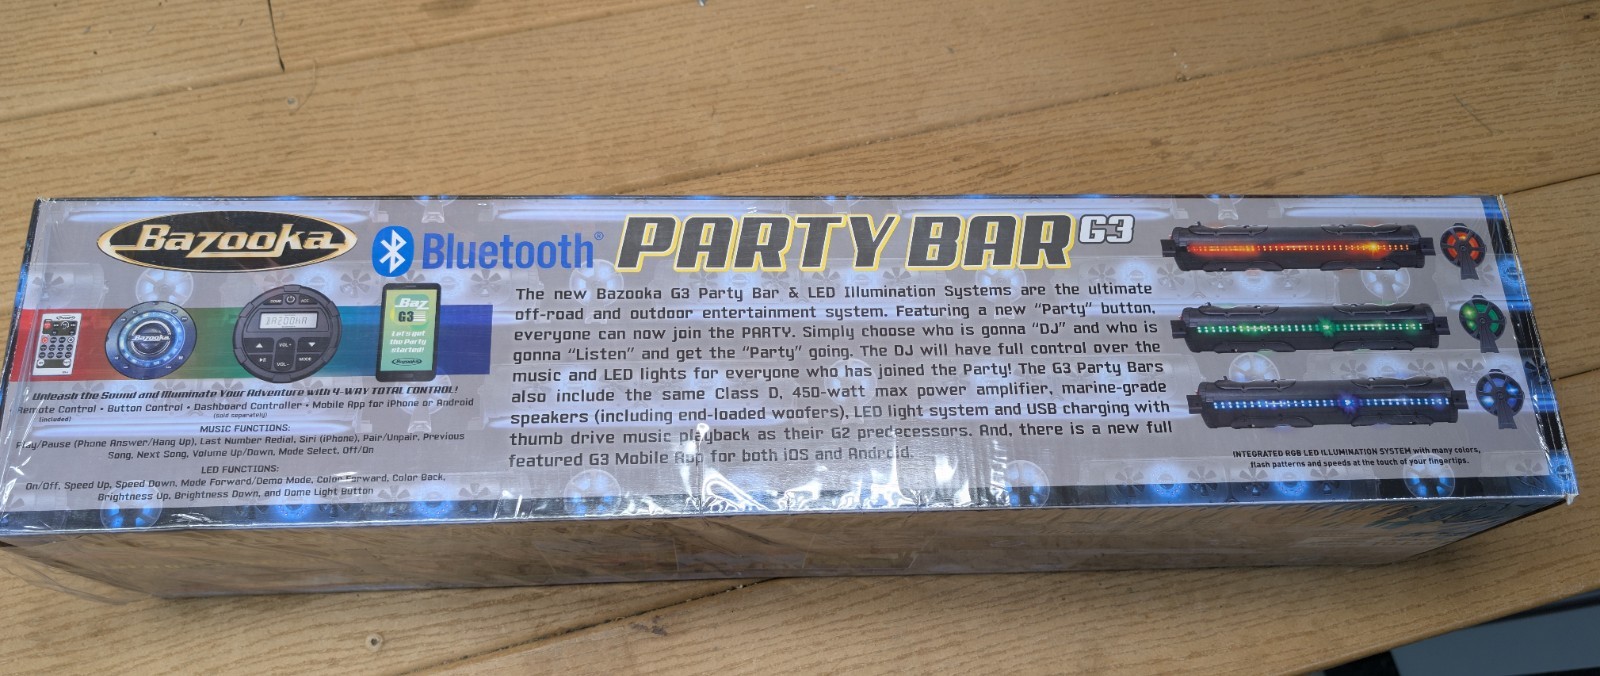 Bazooka
Bluetooth®
PARTY BAR G3
The new Bazooka G3 Party Bar & LED Illumination Systems are the ultimate
off-road and outdoor entertainment system. Featuring a new "Party" button,
everyone can now join the PARTY. Simply choose who is gonna "DJ" and who is
gonna "Listen" and get the "Party" going. The DJ will have full control over the
music and LED lights for everyone who has joined the Party! The G3 Party Bars
also include the same Class D, 450-watt max power amplifier, marine-grade
speakers (including end-loaded woofers), LED light system and USB charging with
thumb drive music playback as their G2 predecessors. And, there is a new full
featured G3 Mobile App for both iOS and Android.
Bazooka
BAZOOKA
VOL+
MODE
VOL-
Baz
G3
Let's get
the Party
started!
Unleash the Sound and Illuminate Your Adventure with 4-WAY TOTAL CONTROL!
Remote Control • Button Control • Dashboard Controller • Mobile App for iPhone or Android
(included)
(sold separately)
MUSIC FUNCTIONS:
Play/Pause (Phone Answer/Hang Up), Last Number Redial, Siri (iPhone), Pair/Unpair, Previous
Song, Next Song, Volume Up/Down, Mode Select, Off/On
LED FUNCTIONS:
On/Off, Speed Up, Speed Down, Mode Forward/Demo Mode, Color Forward, Color Back,
Brightness Up, Brightness Down, and Dome Light Button
INTEGRATED RGB LED ILLUMINATION SYSTEM with many colors,
flash patterns and speeds at the touch of your fingertips.